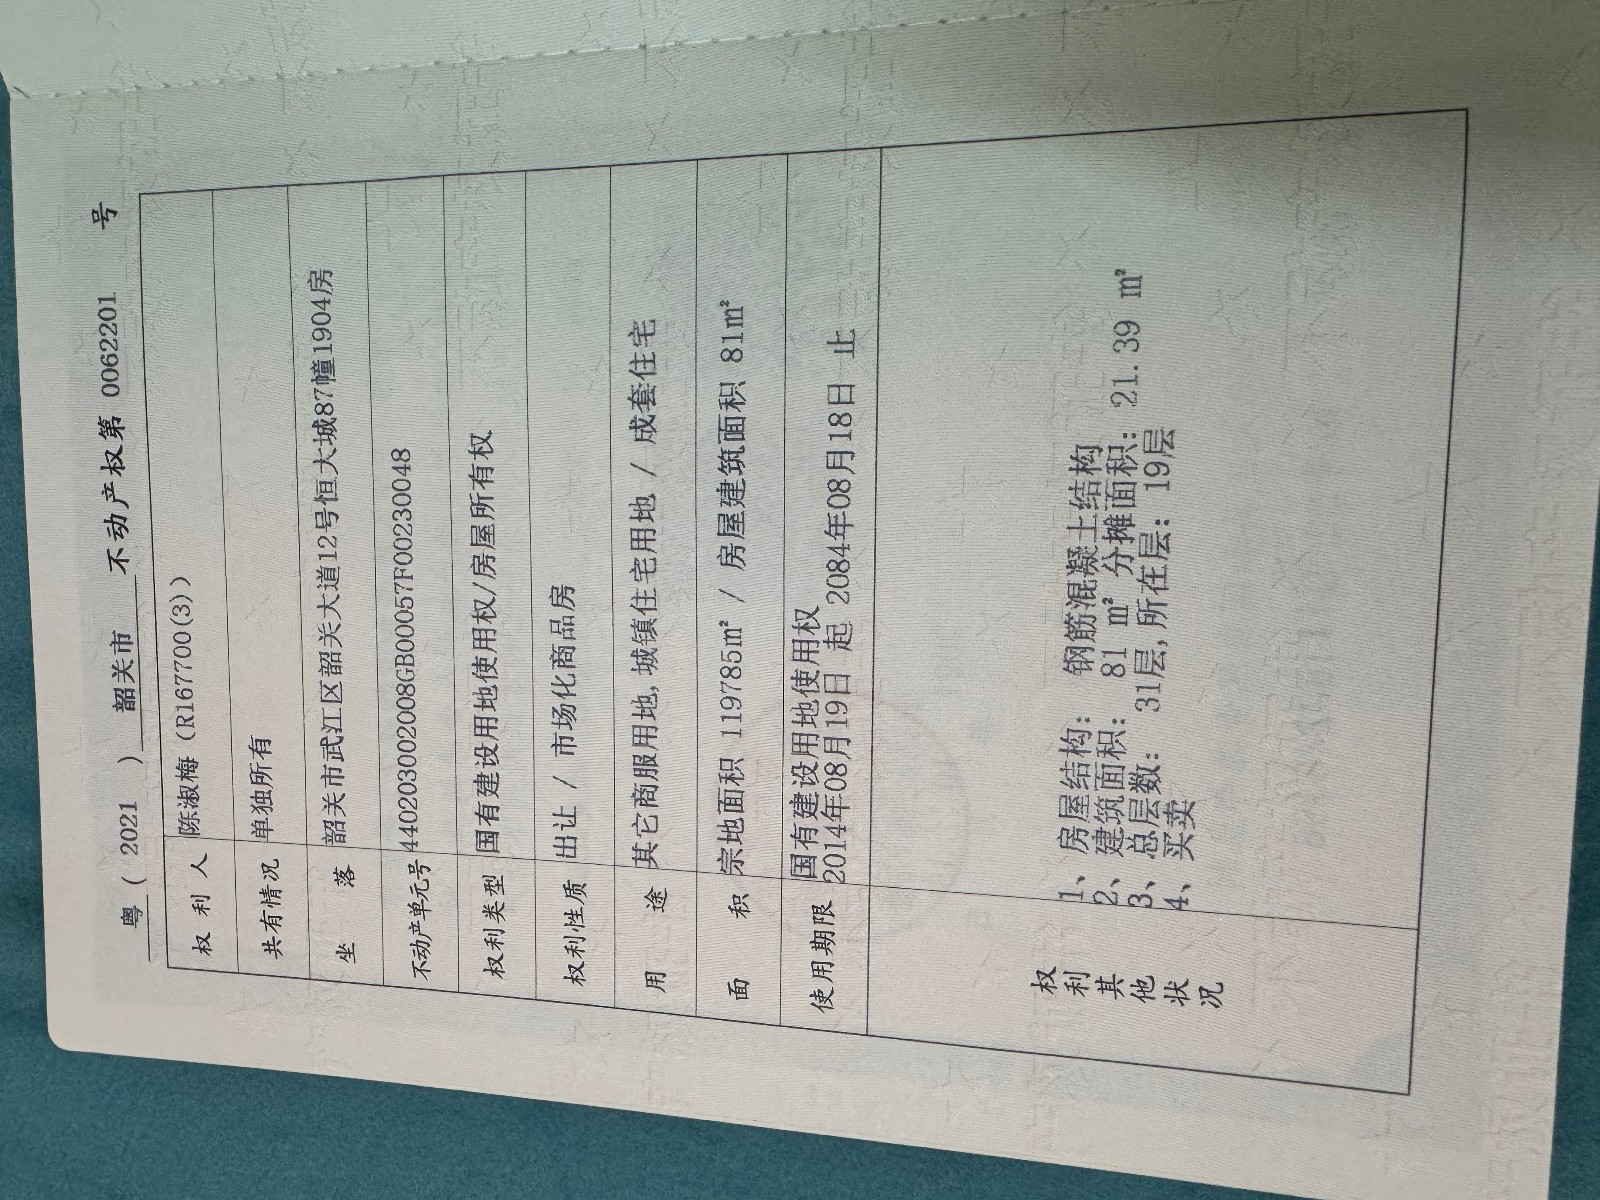 粤（ 2021 ） 韶关市 不动产权第 0062201 号
权利人 陈淑梅 (R167700(3))
共有情况 单独所有
坐落 韶关市武江区韶关大道12号恒大城87幢1904房
不动产单元号 440203002008GB00057F00230048
权利类型 国有建设用地使用权/房屋所有权
权利性质 出让 / 市场化商品房
用途 其它商服用地,城镇住宅用地 / 成套住宅
面积 宗地面积 119785㎡ / 房屋建筑面积 81㎡
使用期限 国有建设用地使用权
2014年08月19日 起 2084年08月18日 止
权利其他状况
1、房屋结构: 钢筋混凝土结构
2、建筑面积: 81 ㎡ 分摊面积: 21.39 ㎡
3、总层数: 31层,所在层: 19层
4、买卖